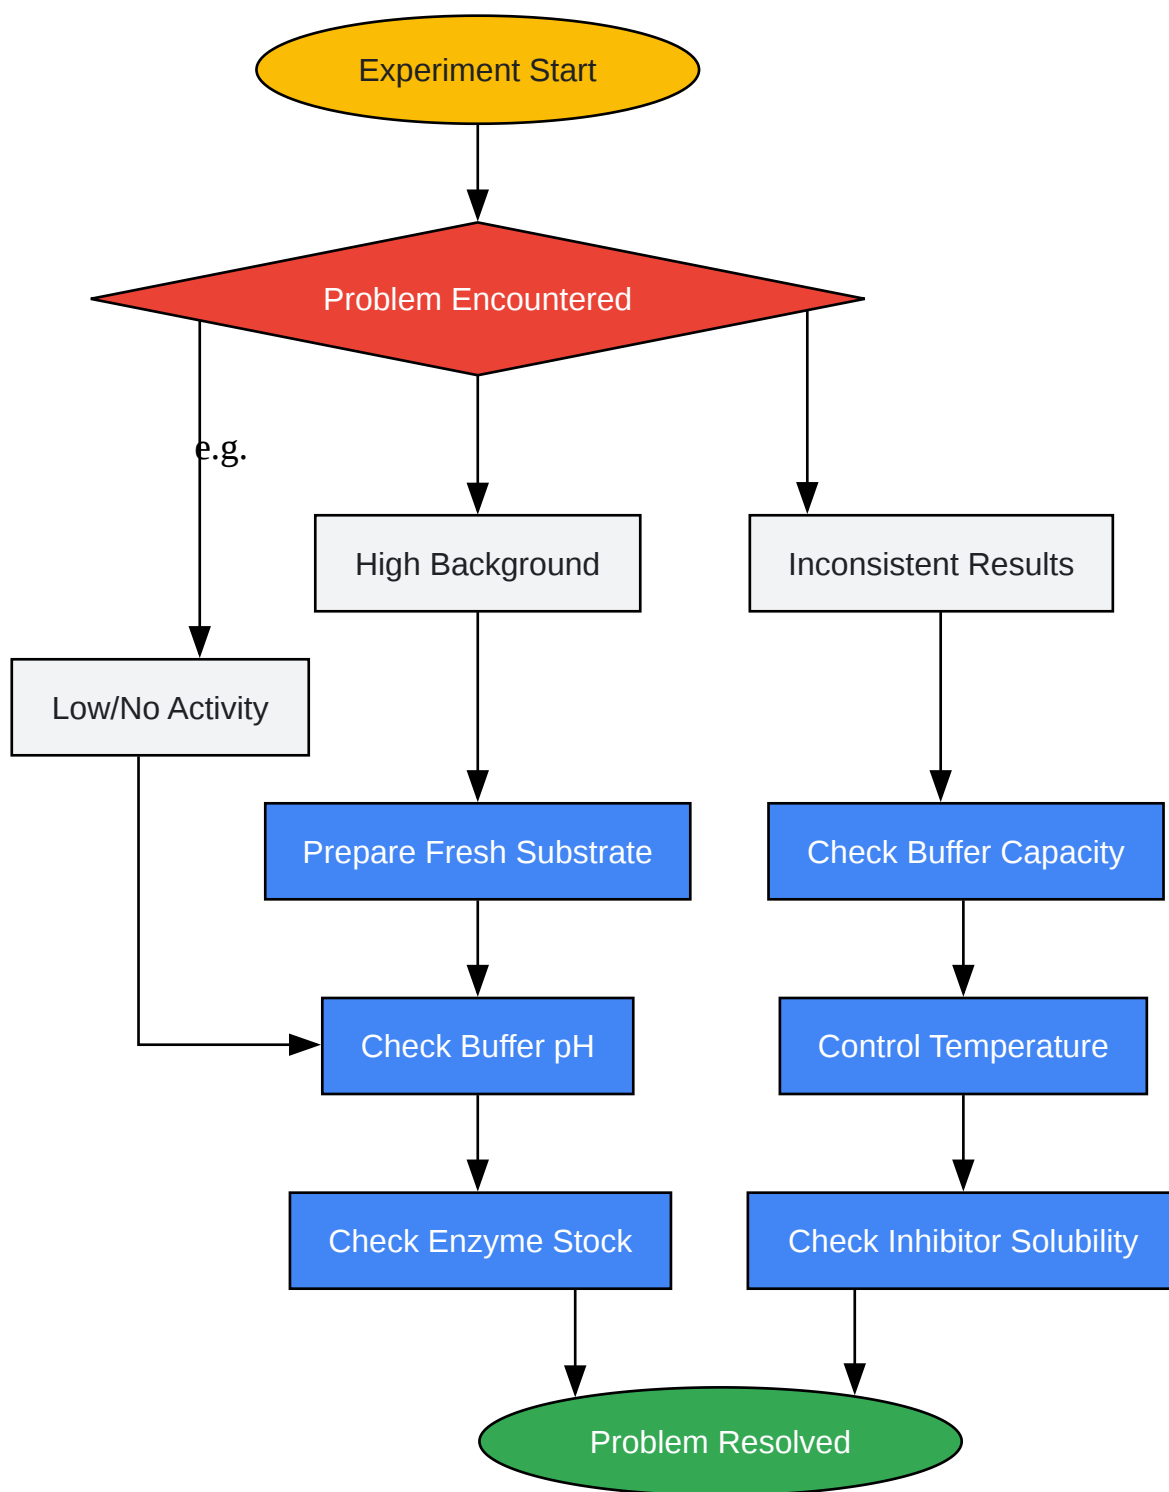 Experiment Start
Problem Encountered
e.g.
High Background
Inconsistent Results
Low/No Activity
Prepare Fresh Substrate
Check Buffer Capacity
Check Buffer pH
Control Temperature
Check Enzyme Stock
Check Inhibitor Solubility
Problem Resolved